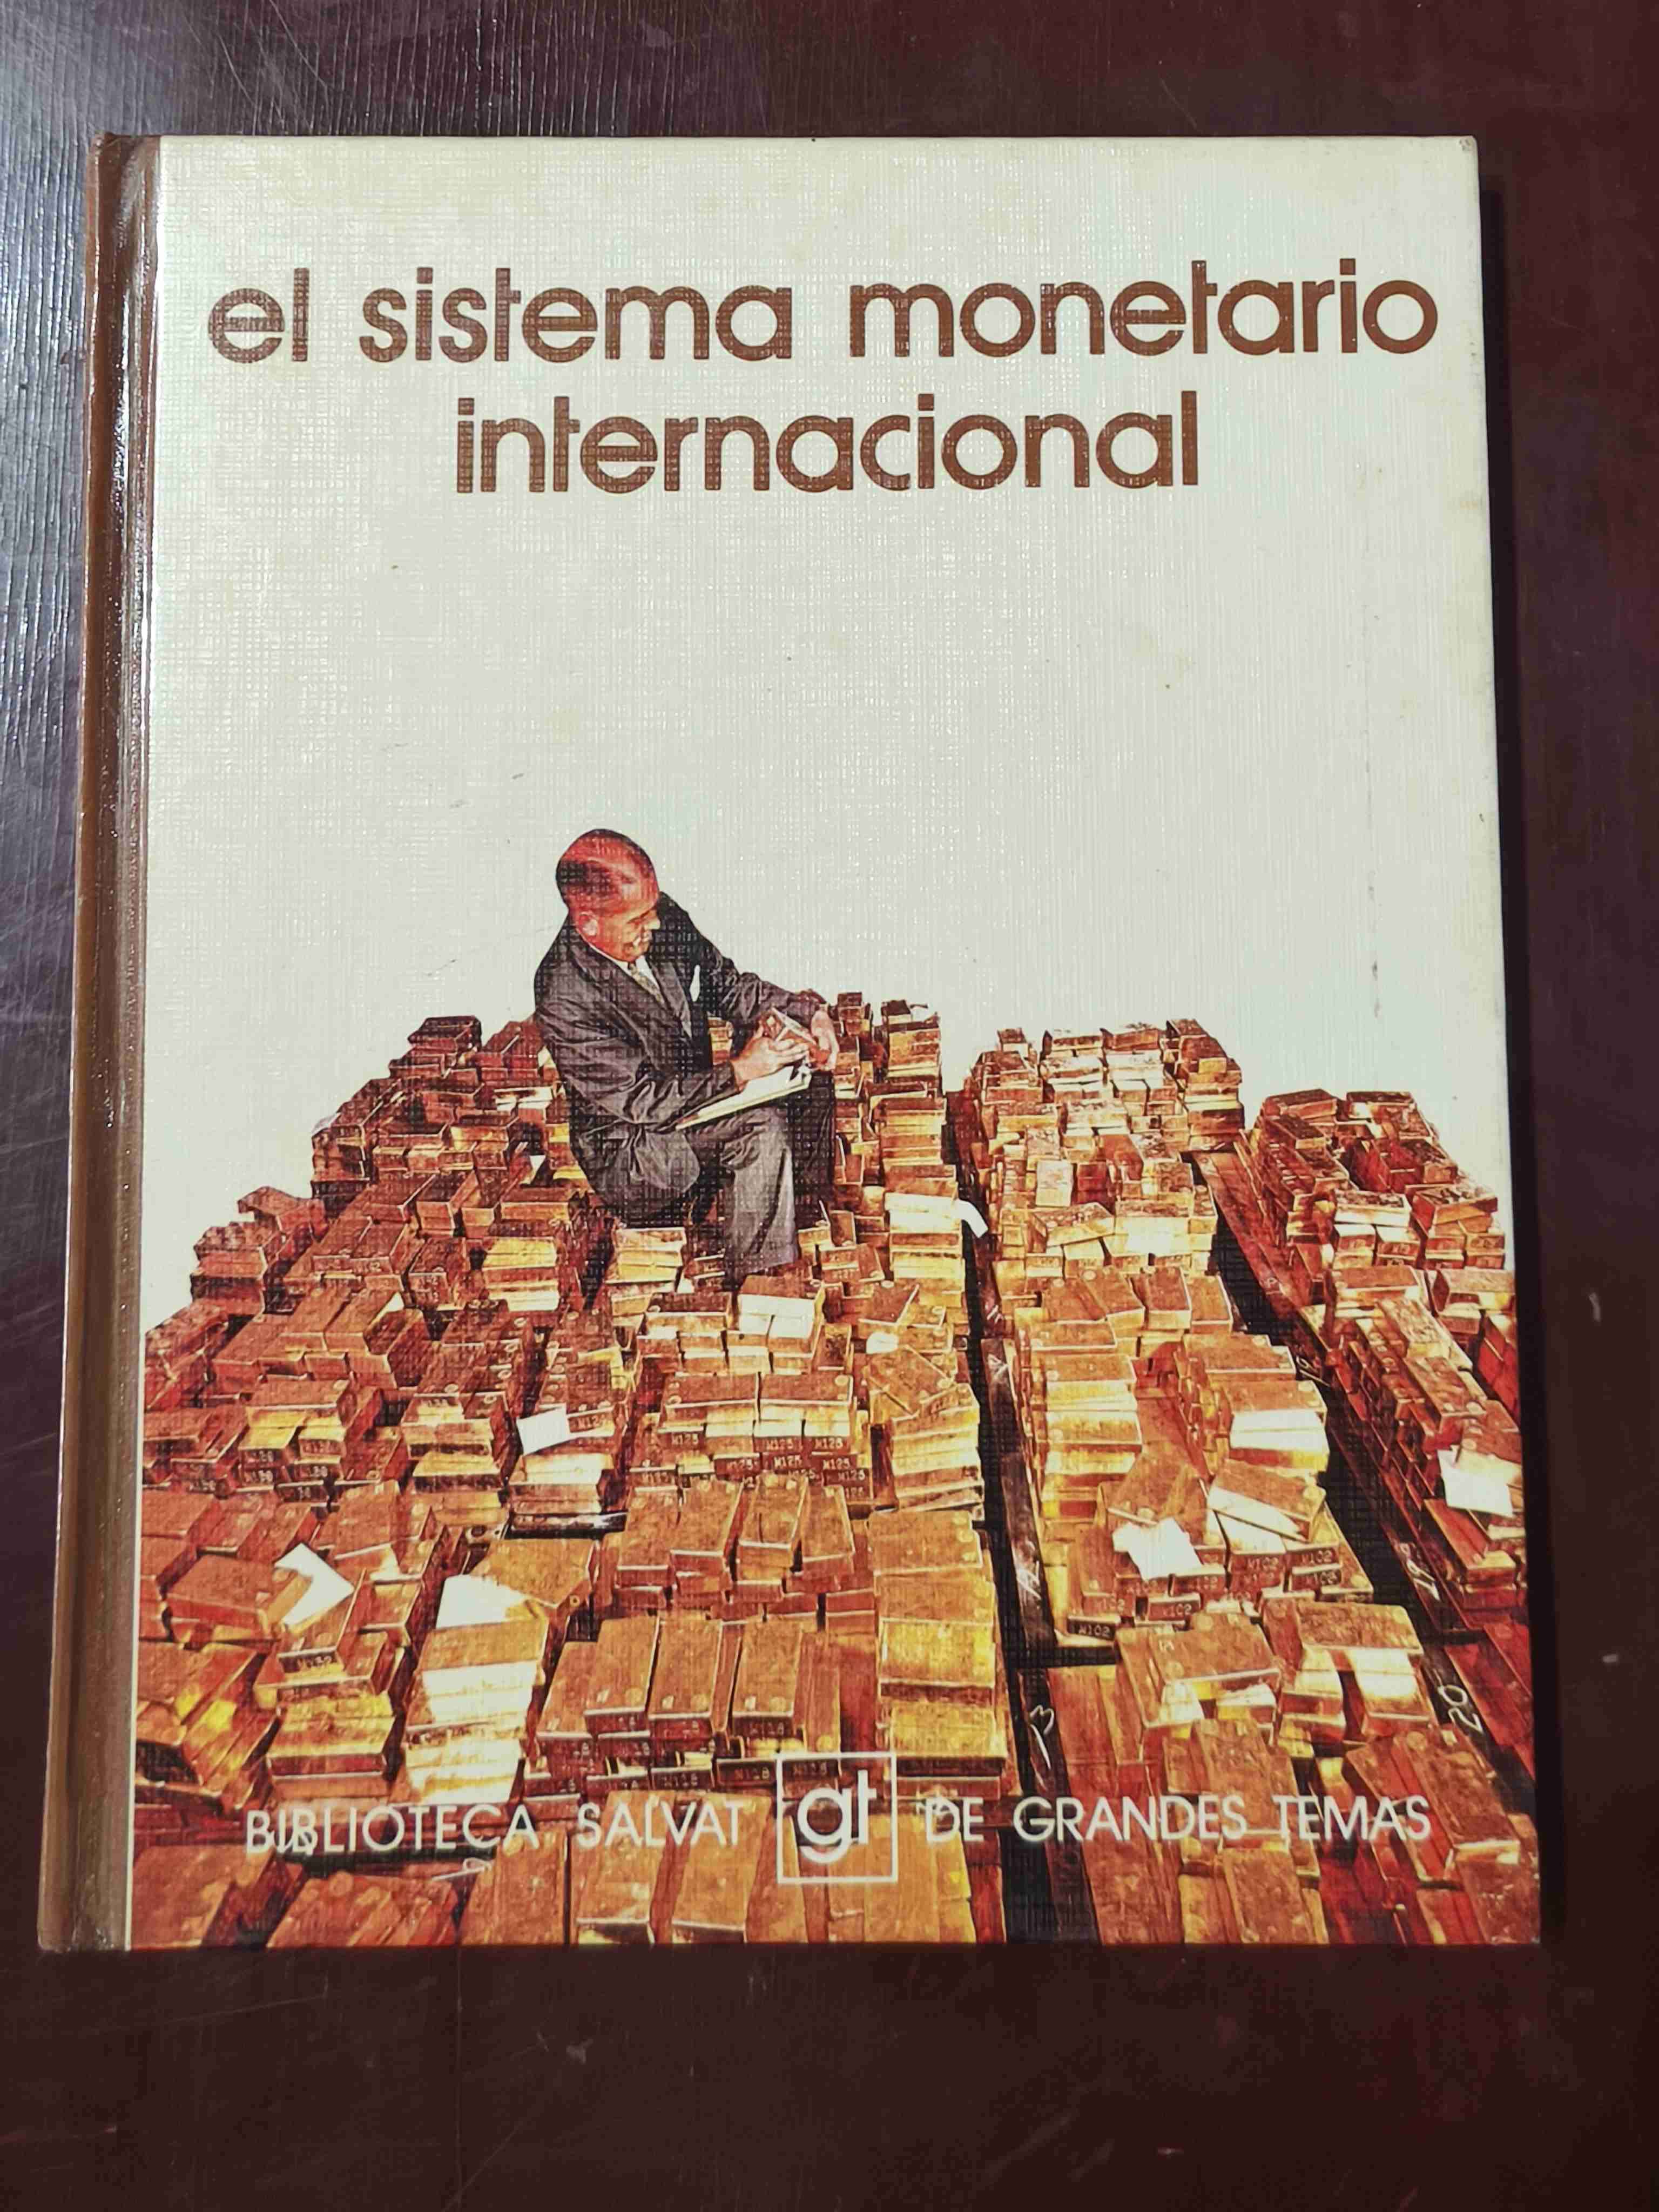 el sistema monetario
internacional
BIBLIOTECA SALVAT gt DE GRANDES TEMAS